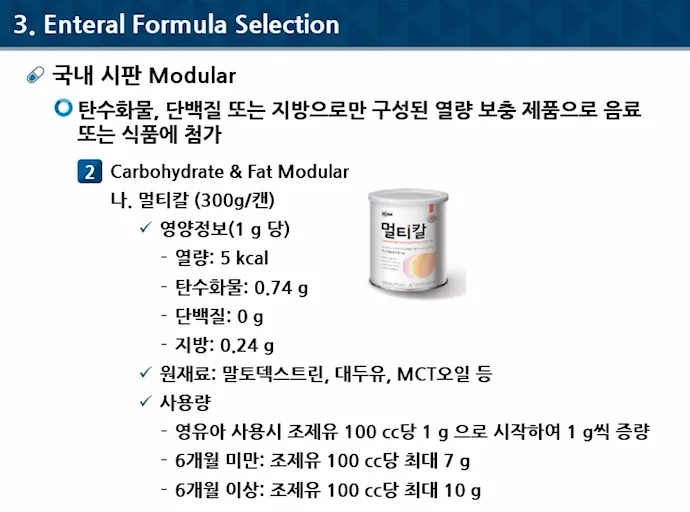 3. Enteral Formula Selection
국내 시판 Modular
탄수화물, 단백질 또는 지방으로만 구성된 열량 보충 제품으로 음료
또는 식품에 첨가
2 Carbohydrate & Fat Modular
나. 멀티칼 (300g/캔)
✓ 영양정보(1 g 당)
- 열량: 5 kcal
- 탄수화물: 0.74 g
- 단백질: 0 g
- 지방: 0.24 g
✓ 원재료: 말토덱스트린, 대두유, MCT오일 등
✓ 사용량
- 영유아 사용시 조제유 100 cc당 1 g 으로 시작하여 1 g씩 증량
- 6개월 미만: 조제유 100 cc당 최대 7 g
- 6개월 이상: 조제유 100 cc당 최대 10 g
멀티칼